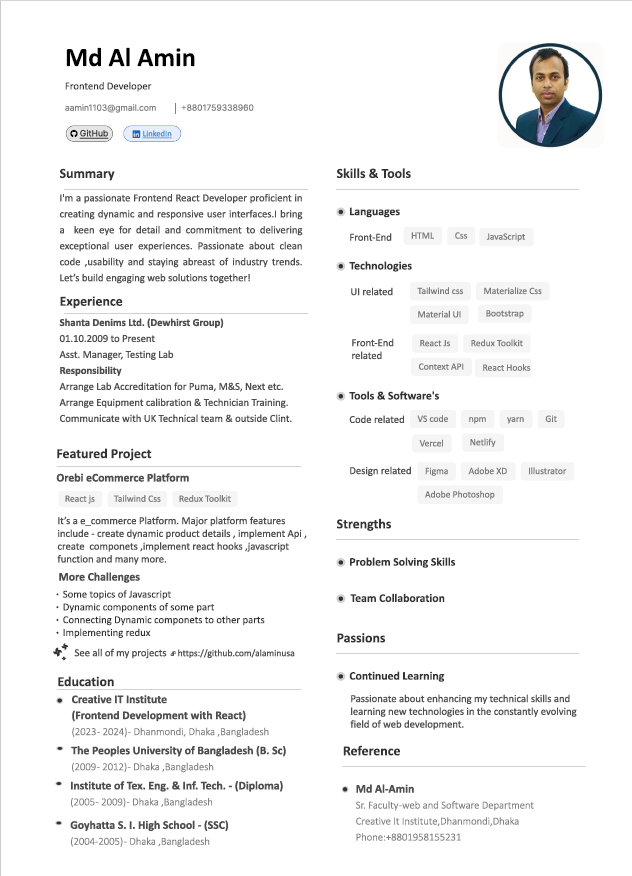 Md Al Amin
Frontend Developer
aamin1103@gmail.com | +8801759338960
GitHub
Linkedin
Summary
I'm a passionate Frontend React Developer proficient in
creating dynamic and responsive user interfaces.I bring
a keen eye for detail and commitment to delivering
exceptional user experiences. Passionate about clean
code ,usability and staying abreast of industry trends.
Let's build engaging web solutions together!
Experience
Shanta Denims Ltd. (Dewhirst Group)
01.10.2009 to Present
Asst. Manager, Testing Lab
Responsibility
Arrange Lab Accreditation for Puma, M&S, Next etc.
Arrange Equipment calibration & Technician Training.
Communicate with UK Technical team & outside Clint.
Featured Project
Orebi eCommerce Platform
React js Tailwind Css Redux Toolkit
It's a e_commerce Platform. Major platform features
include - create dynamic product details , implement Api ,
create componets ,implement react hooks ,javascript
function and many more.
More Challenges
· Some topics of Javascript
· Dynamic components of some part
· Connecting Dynamic componets to other parts
· Implementing redux
See all of my projects https://github.com/alaminusa
Education
Creative IT Institute
(Frontend Development with React)
(2023 - 2024)- Dhanmondi, Dhaka ,Bangladesh
The Peoples University of Bangladesh (B. Sc)
(2009- 2012)- Dhaka ,Bangladesh
Institute of Tex. Eng. & Inf. Tech. - (Diploma)
(2005- 2009)- Dhaka ,Bangladesh
Goyhatta S. I. High School - (SSC)
(2004-2005)- Dhaka ,Bangladesh
Skills & Tools
Languages
Front-End HTML Css JavaScript
Technologies
UI related Tailwind css Materialize Css
Material UI Bootstrap
Front-End React Js Redux Toolkit
related
Context API React Hooks
Tools & Software's
Code related VS code npm yarn Git
Vercel Netlify
Design related Figma Adobe XD Illustrator
Adobe Photoshop
Strengths
Problem Solving Skills
Team Collaboration
Passions
Continued Learning
Passionate about enhancing my technical skills and
learning new technologies in the constantly evolving
field of web development.
Reference
Md Al-Amin
Sr. Faculty-web and Software Department
Creative It Institute,Dhanmondi,Dhaka
Phone:+8801958155231